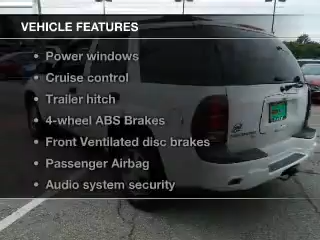 VEHICLE FEATURES
• Power windows
• Cruise control
• Trailer hitch
• 4-wheel ABS Brakes
• Front Ventilated disc brakes
• Passenger Airbag
• Audio system security